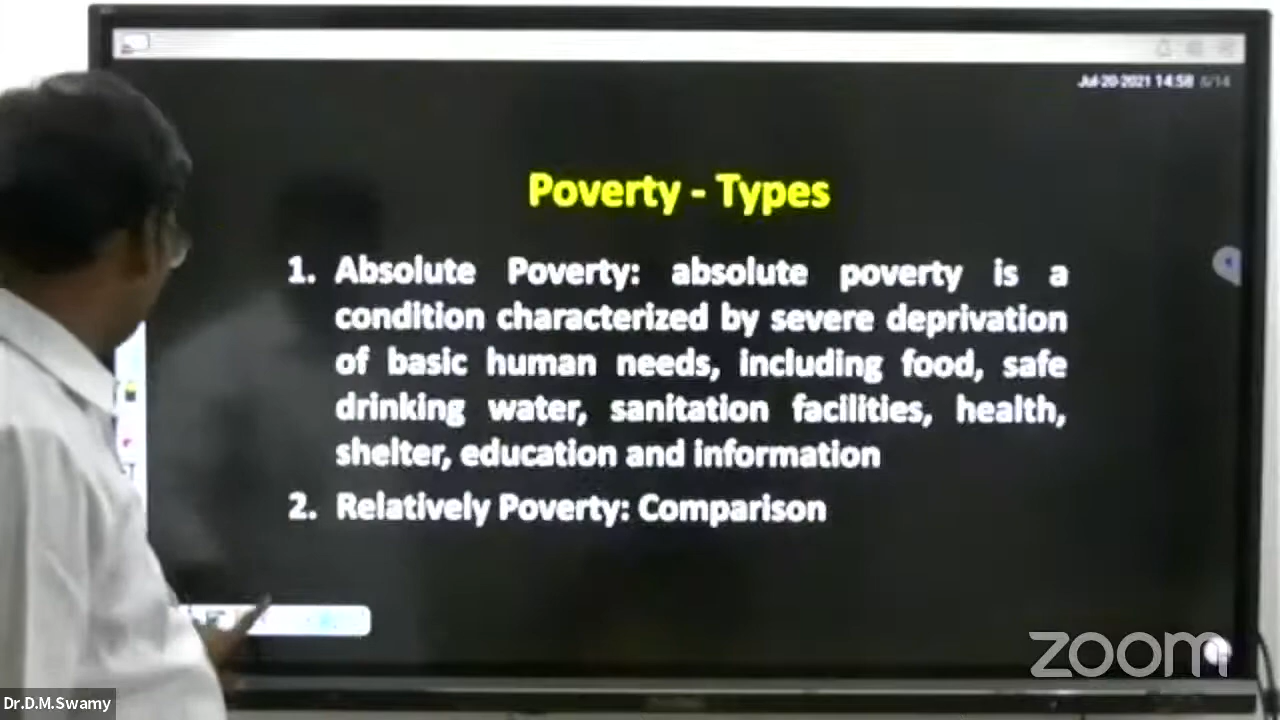 Jul-20-2021 14:58 6/14
Poverty - Types
1. Absolute Poverty: absolute poverty is a
condition characterized by severe deprivation
of basic human needs, including food, safe
drinking water, sanitation facilities, health,
shelter, education and information
2. Relatively Poverty: Comparison
zoom
Dr.D.M.Swamy